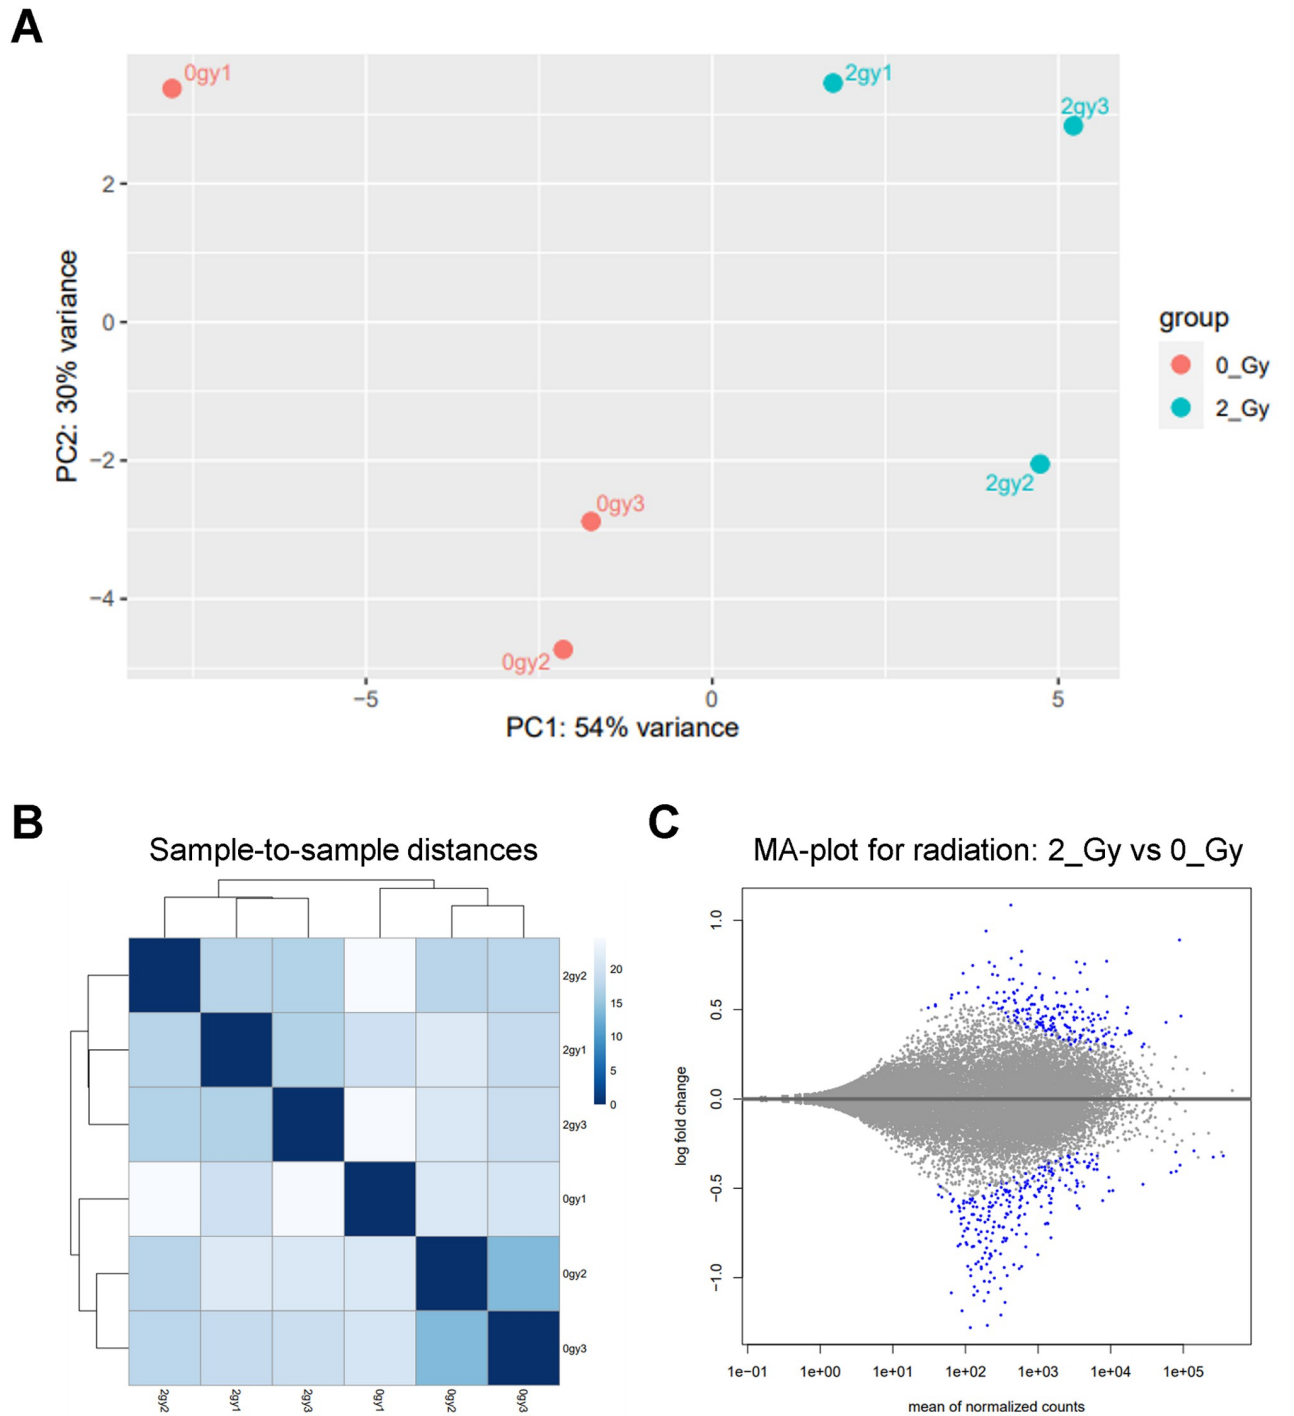 A
0gy1
2gy1
2gy3
2
0
−2
−4
PC2: 30% variance
0gy3
2gy2
0gy2
−5
0
5
PC1: 54% variance
group
0_Gy
2_Gy
B
Sample-to-sample distances
20
15
10
5
0
2gy2
2gy1
2gy3
0gy1
0gy2
0gy3
2gy2
2gy1
2gy3
0gy1
0gy2
0gy3
C
MA-plot for radiation: 2_Gy vs 0_Gy
1.0
0.5
0.0
−0.5
−1.0
log fold change
1e−01
1e+00
1e+01
1e+02
1e+03
1e+04
1e+05
mean of normalized counts